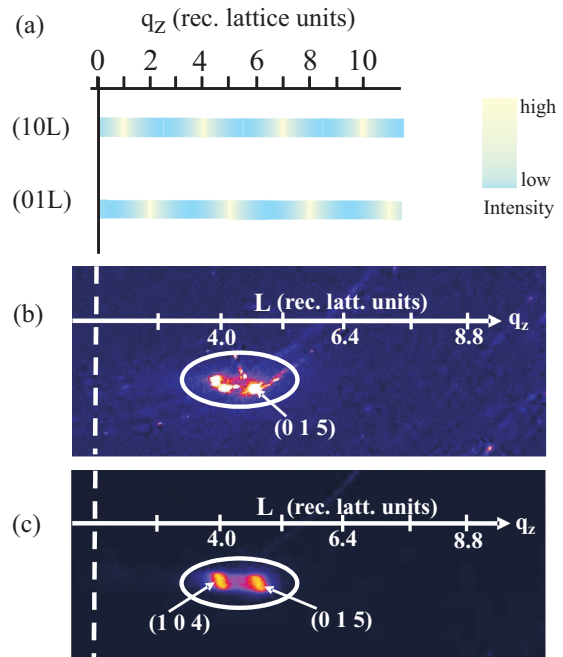 (a)
q_z (rec. lattice units)
0 2 4 6 8 10
(10L)
(01L)
high
low
Intensity
(b)
L (rec. latt. units)
q_z
4.0 6.4 8.8
(0 1 5)
(c)
L (rec. latt. units)
q_z
4.0 6.4 8.8
(1 0 4)
(0 1 5)